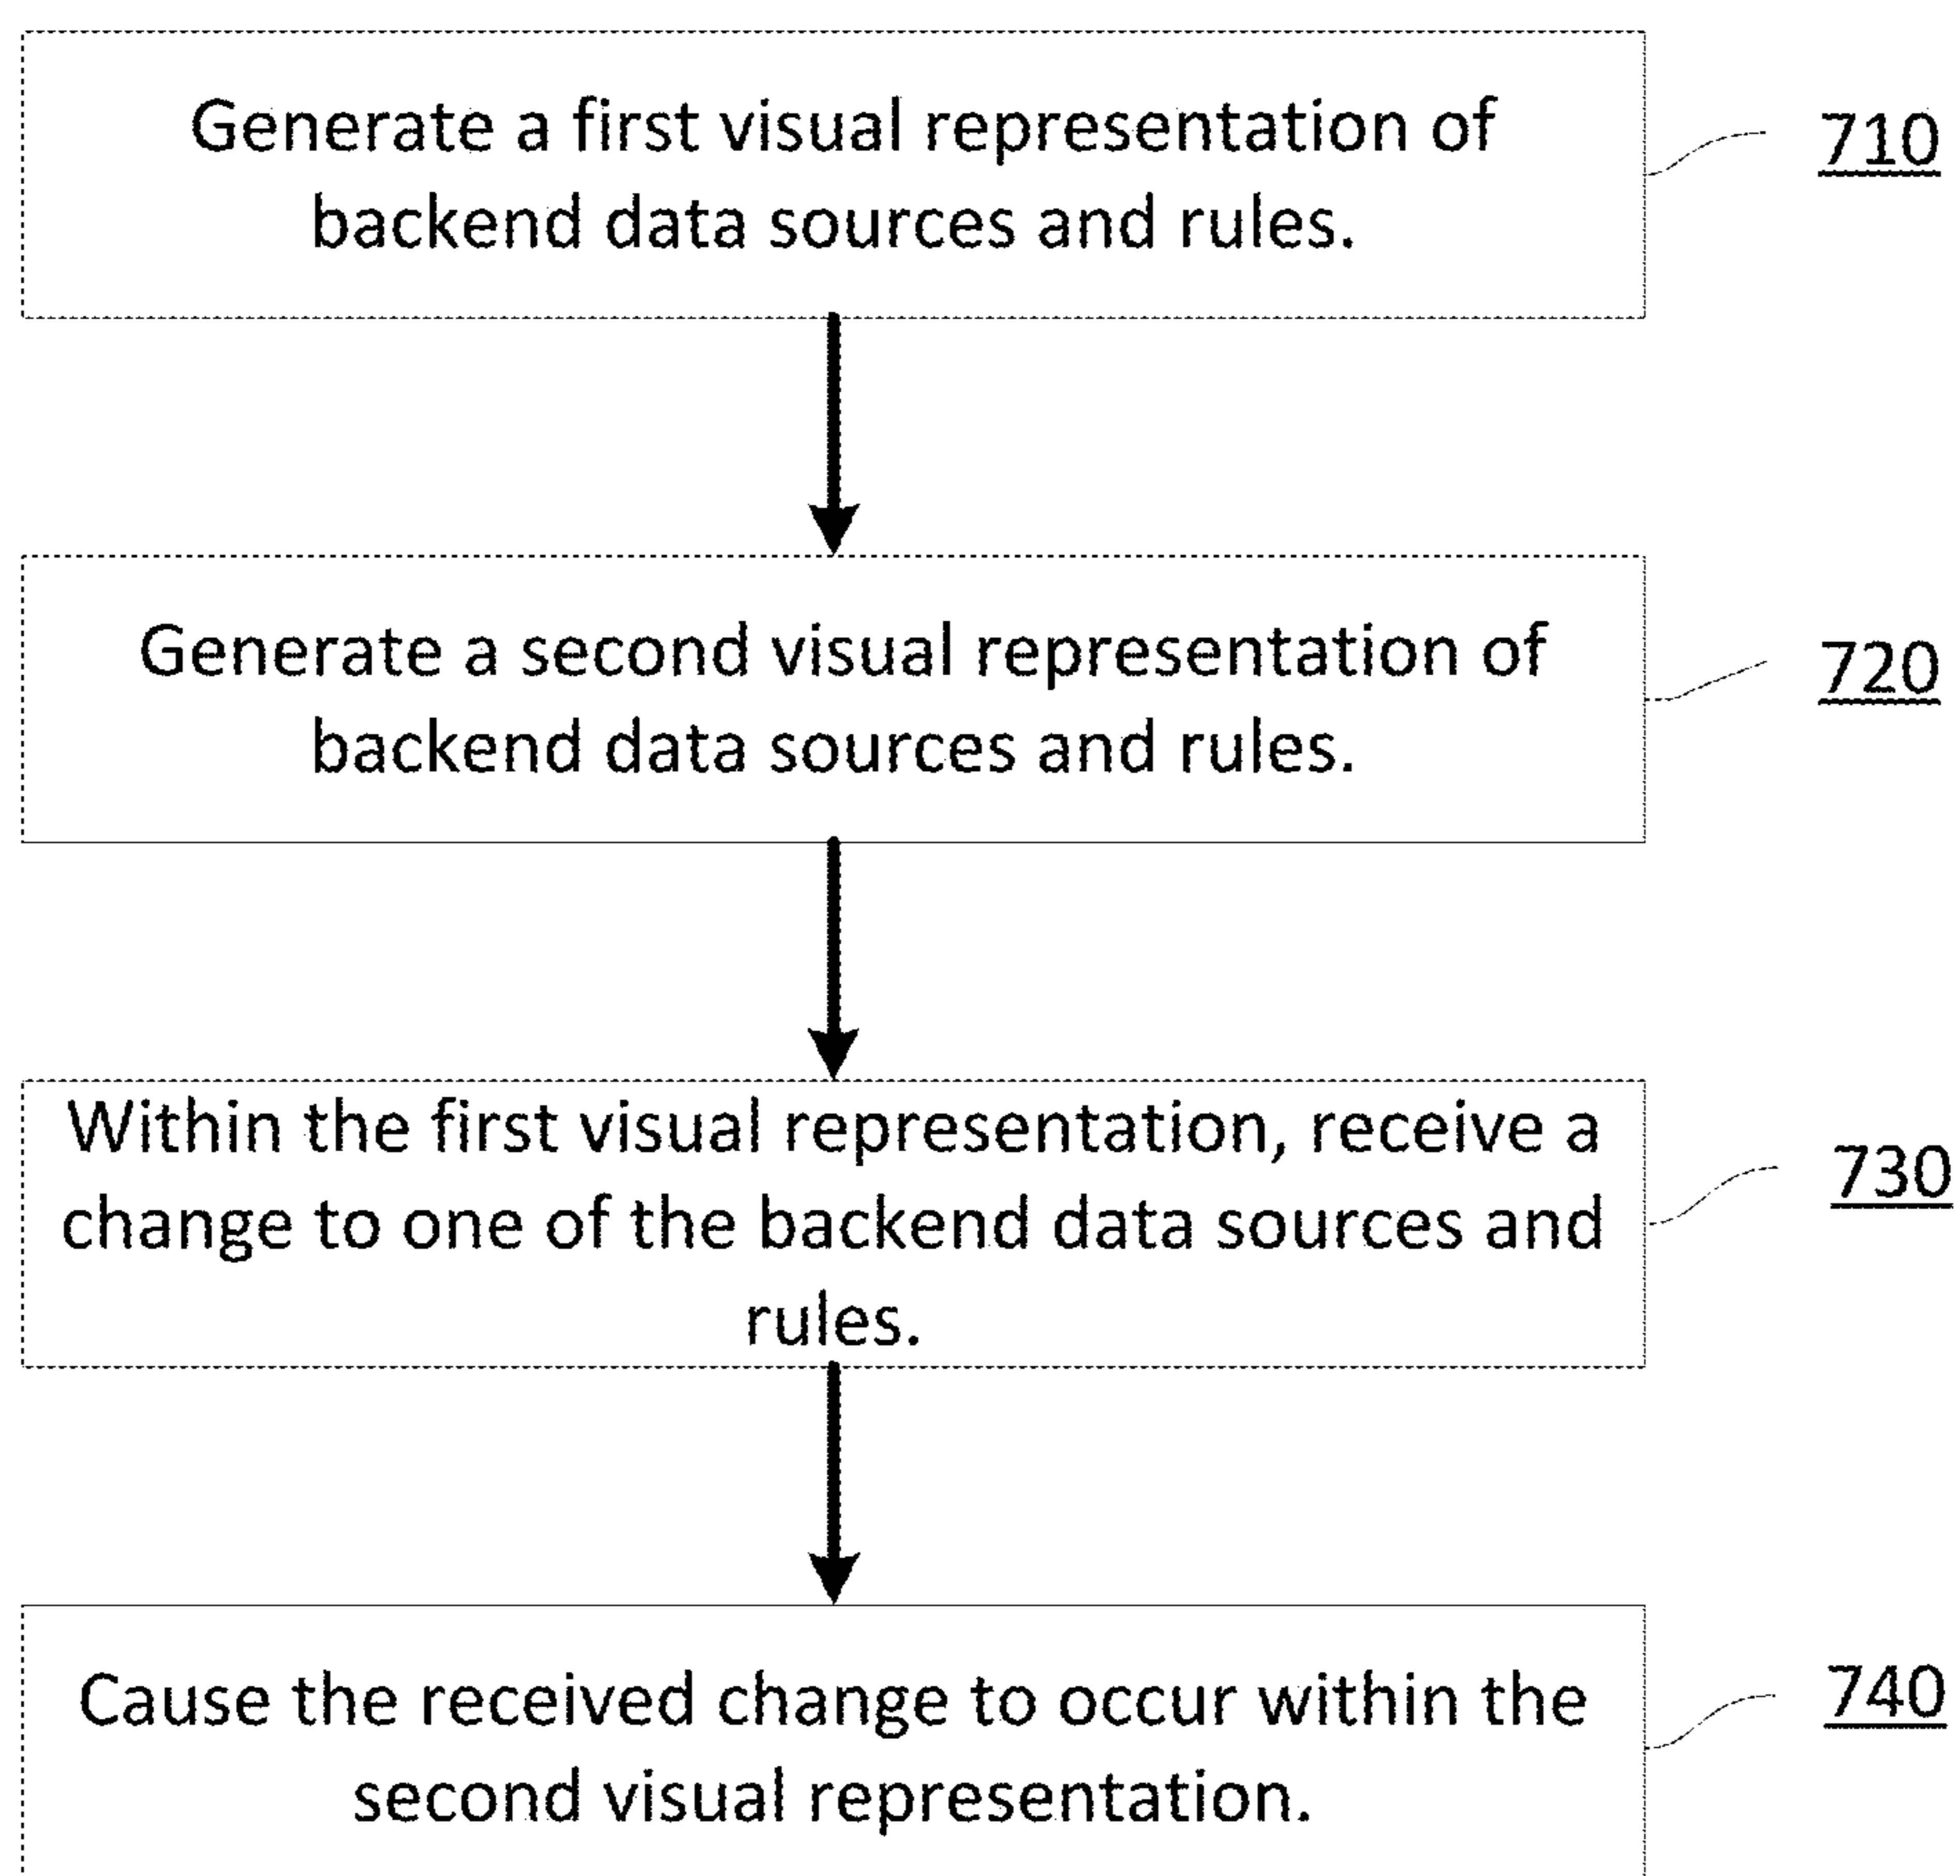 Generate a first visual representation of
backend data sources and rules.
710
Generate a second visual representation of
backend data sources and rules.
720
Within the first visual representation, receive a
change to one of the backend data sources and
rules.
730
Cause the received change to occur within the
second visual representation.
740